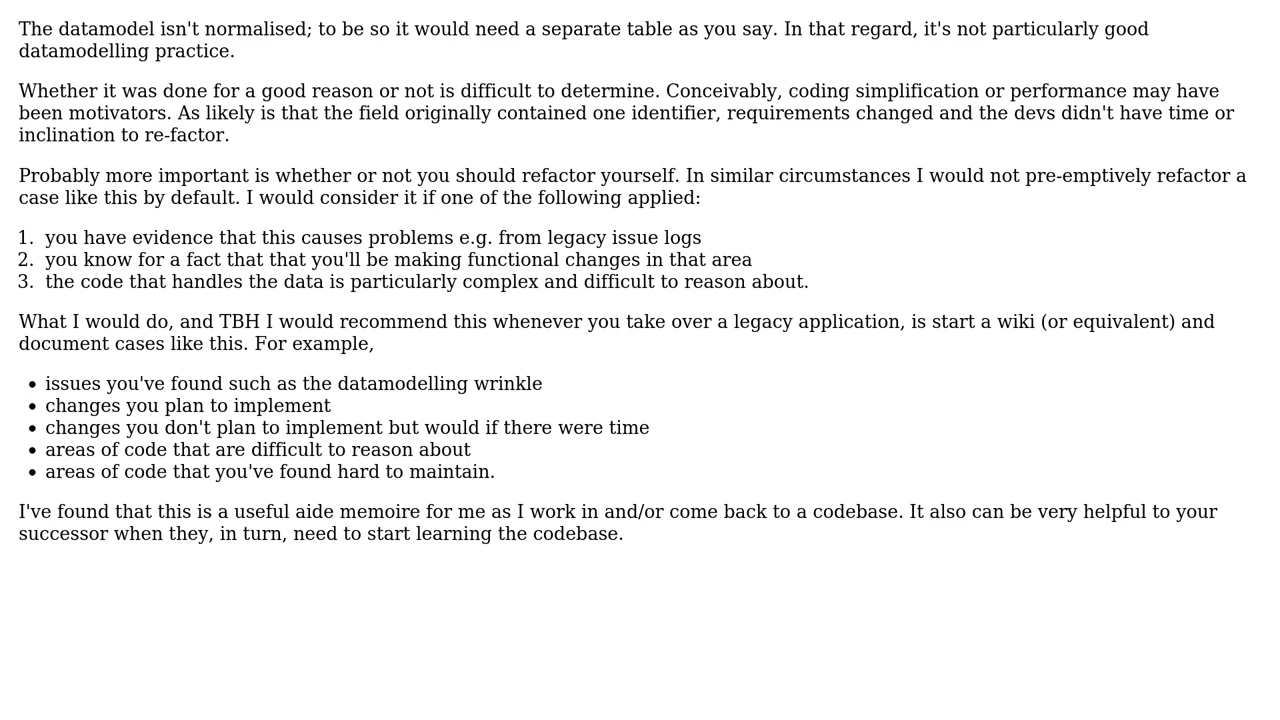 The datamodel isn't normalised; to be so it would need a separate table as you say. In that regard, it's not particularly good
datamodelling practice.
Whether it was done for a good reason or not is difficult to determine. Conceivably, coding simplification or performance may have
been motivators. As likely is that the field originally contained one identifier, requirements changed and the devs didn't have time or
inclination to re-factor.
Probably more important is whether or not you should refactor yourself. In similar circumstances I would not pre-emptively refactor a
case like this by default. I would consider it if one of the following applied:
1. you have evidence that this causes problems e.g. from legacy issue logs
2. you know for a fact that that you'll be making functional changes in that area
3. the code that handles the data is particularly complex and difficult to reason about.
What I would do, and TBH I would recommend this whenever you take over a legacy application, is start a wiki (or equivalent) and
document cases like this. For example,
• issues you've found such as the datamodelling wrinkle
• changes you plan to implement
• changes you don't plan to implement but would if there were time
• areas of code that are difficult to reason about
• areas of code that you've found hard to maintain.
I've found that this is a useful aide memoire for me as I work in and/or come back to a codebase. It also can be very helpful to your
successor when they, in turn, need to start learning the codebase.